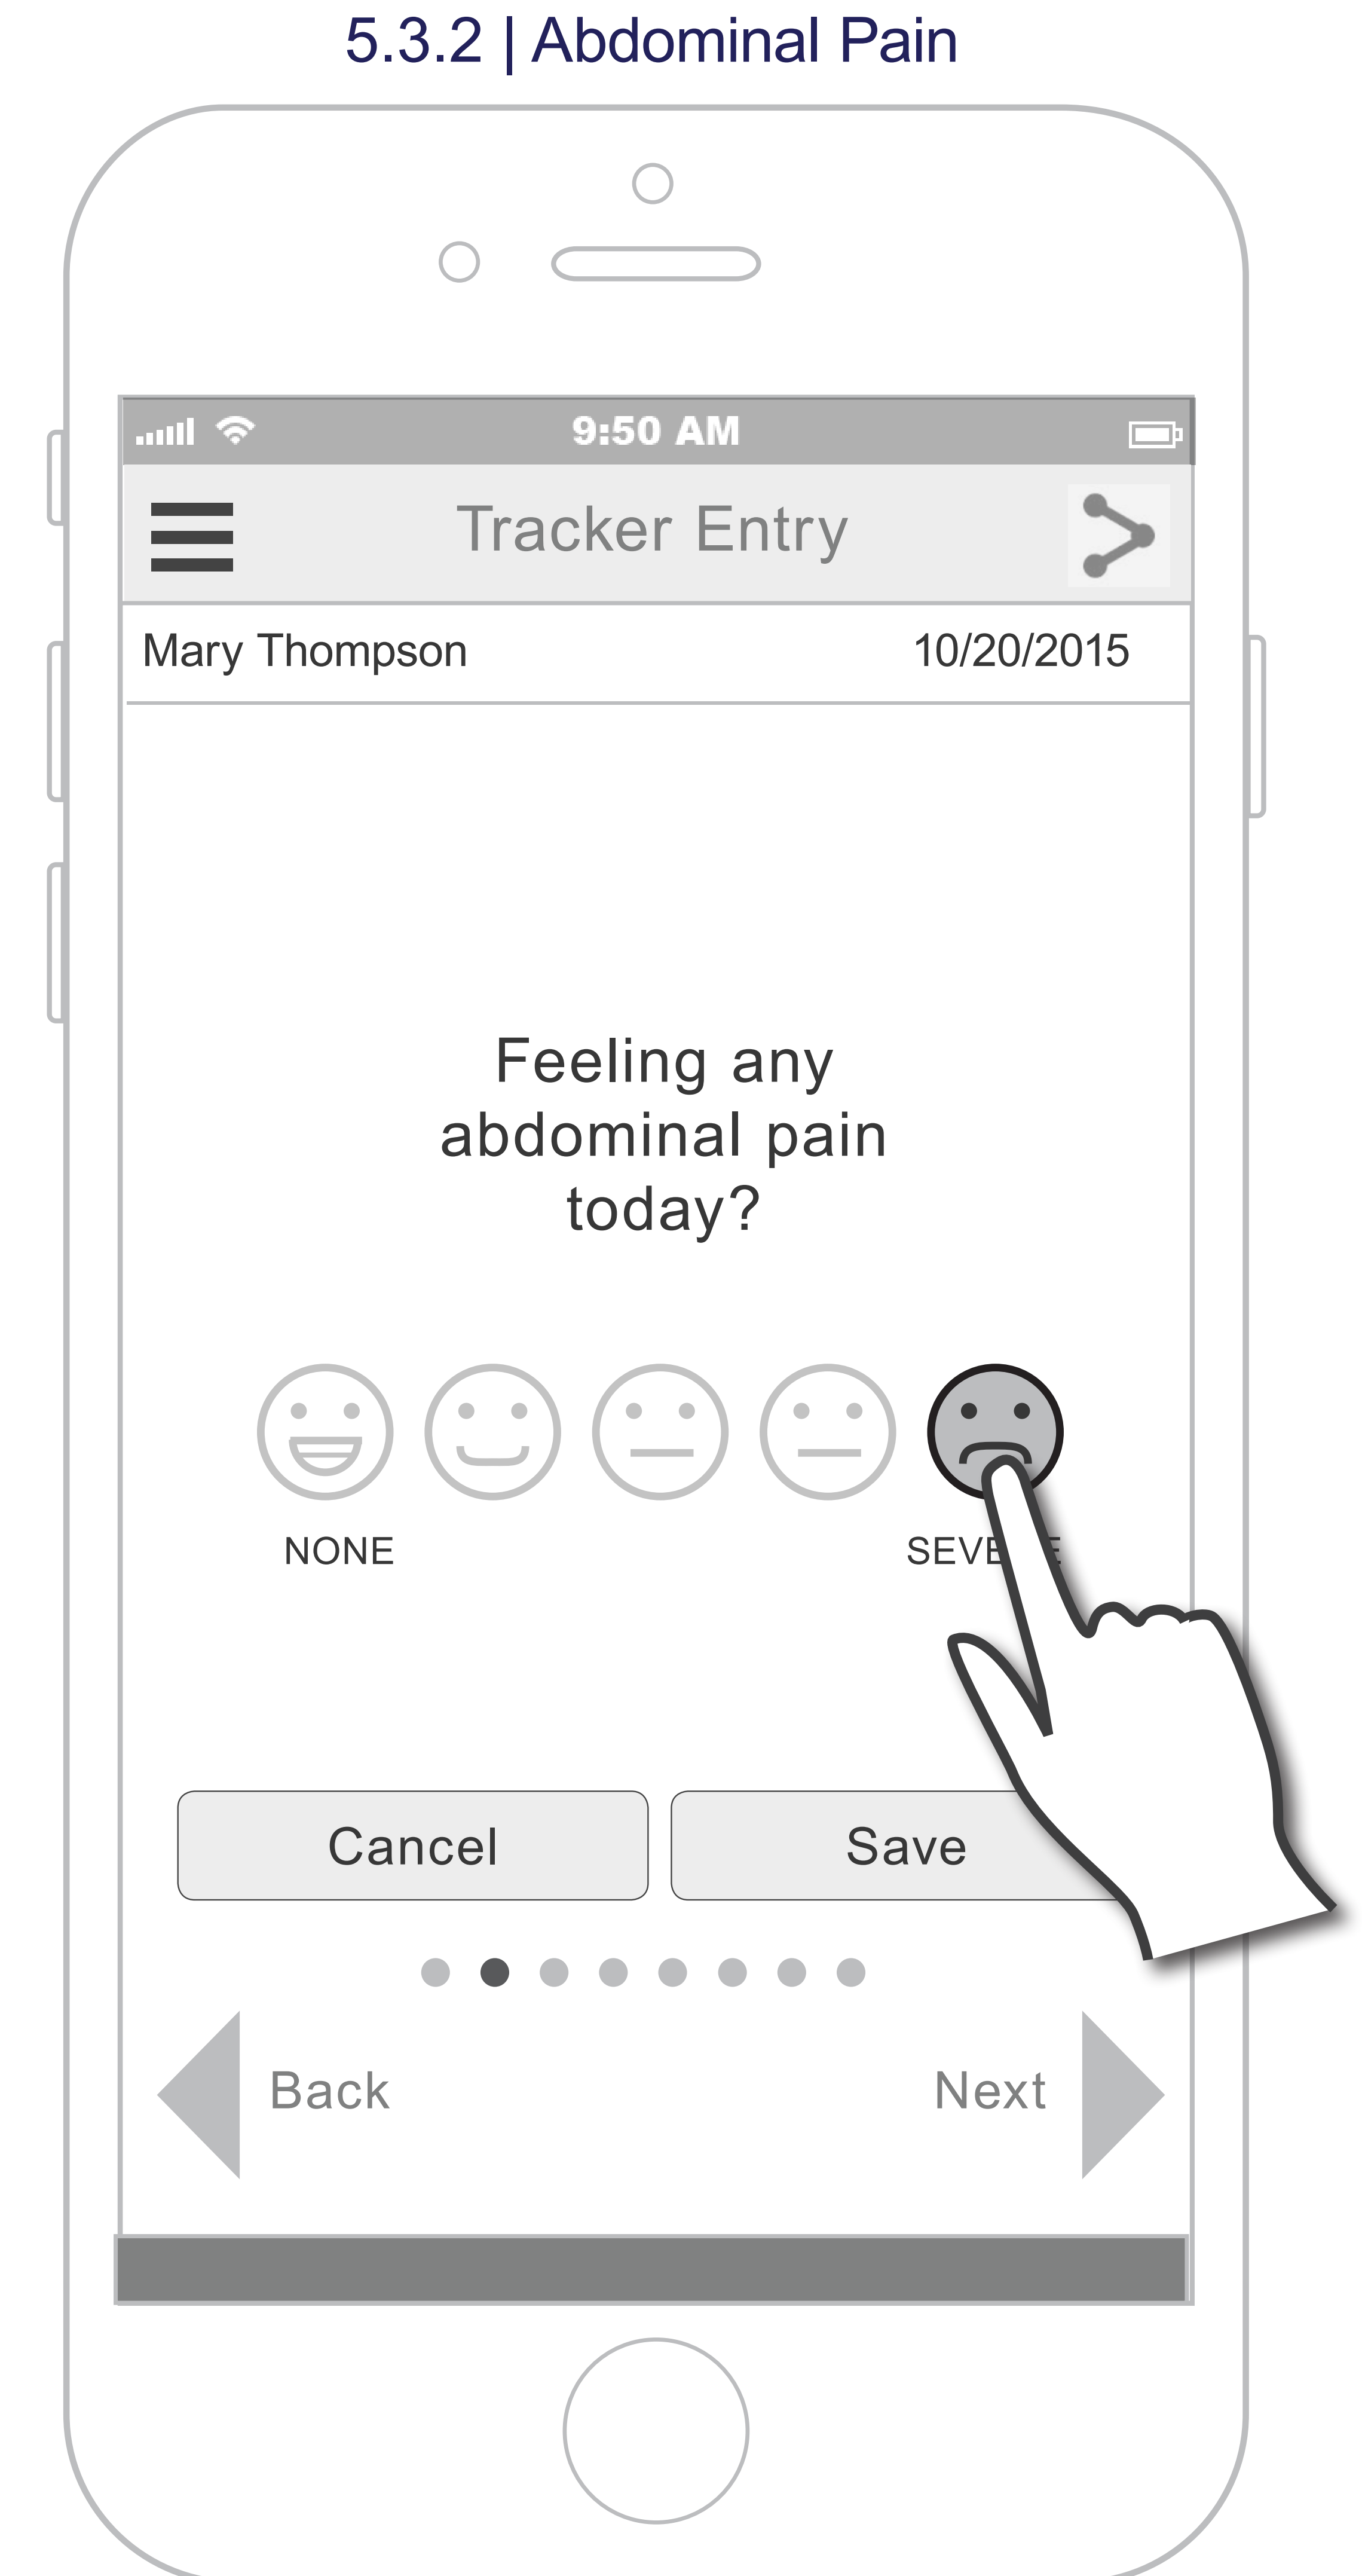 5.3.2 | Abdominal Pain
9:50 AM
Tracker Entry
Mary Thompson 10/20/2015
Feeling any
abdominal pain
today?
NONE
Cancel Save
Back Next